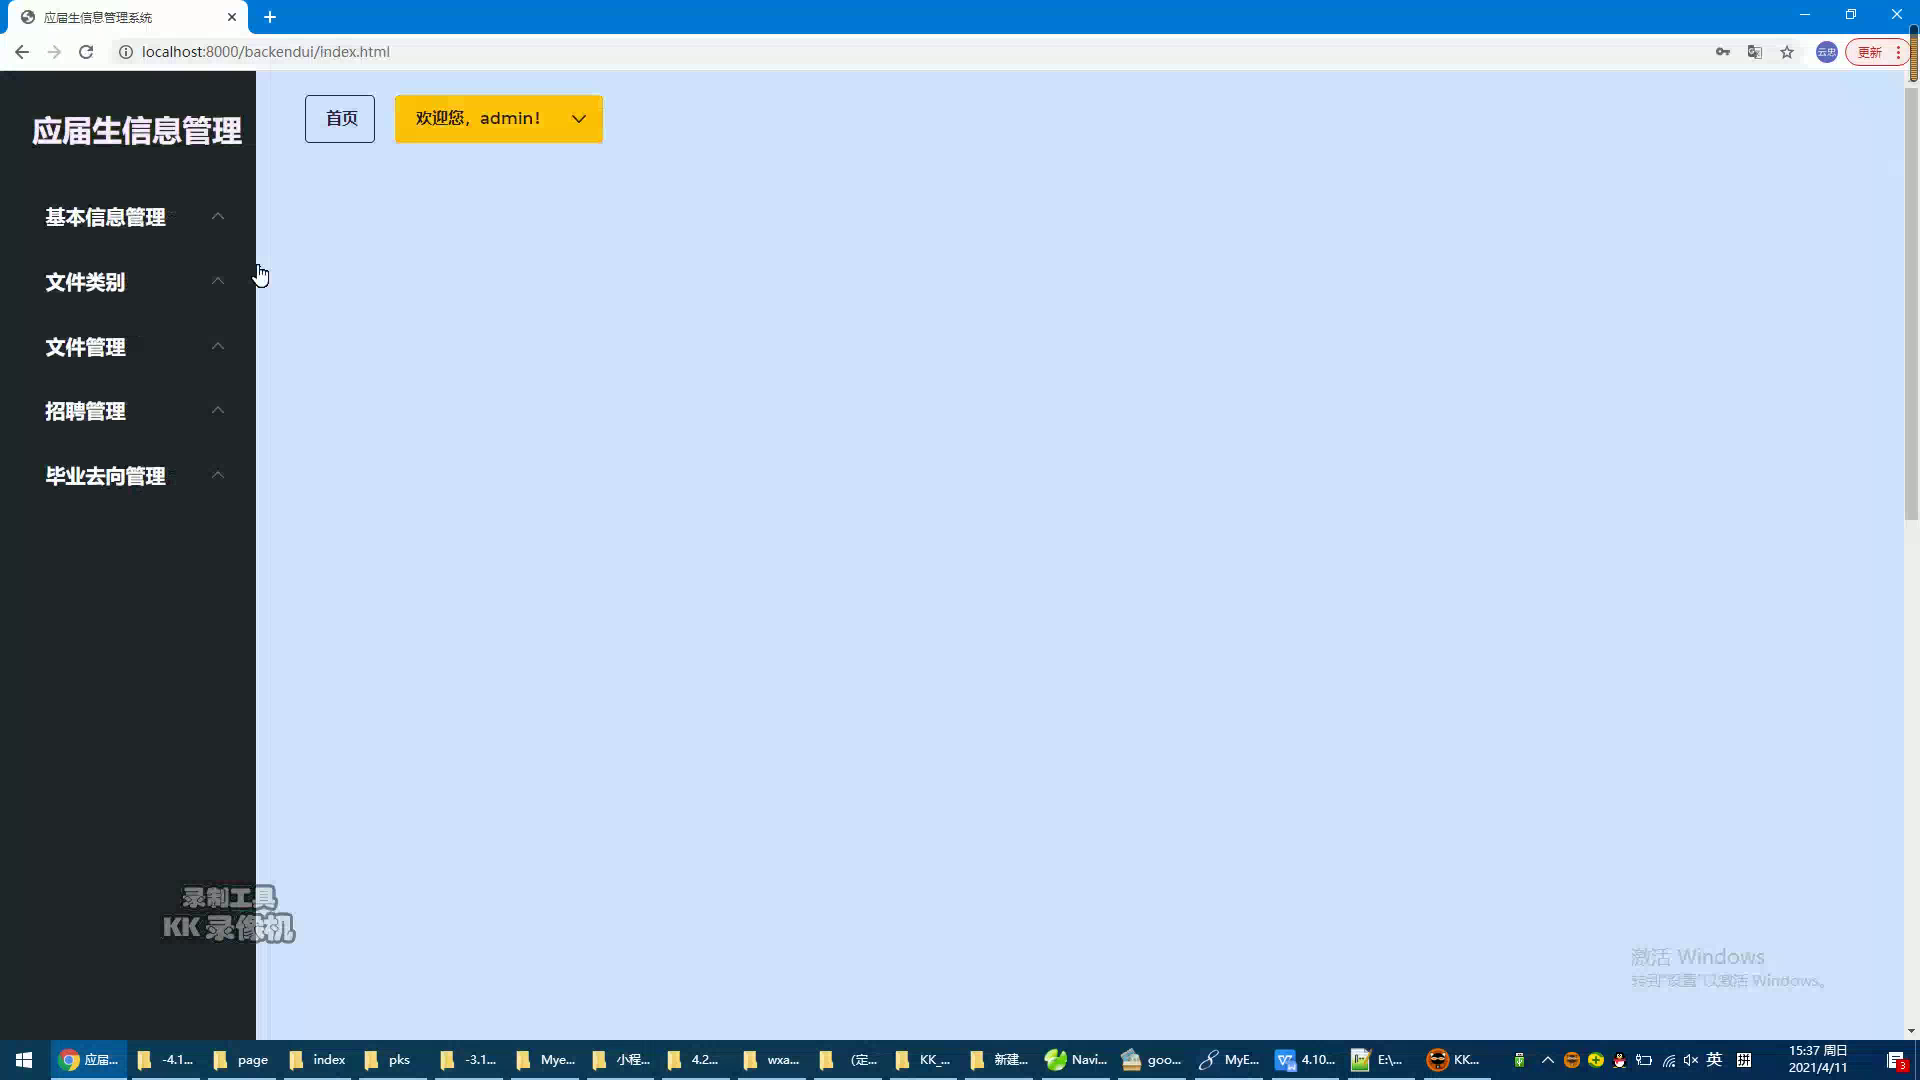 应届生信息管理系统
localhost:8000/backendui/index.html
云忠
更新
应届生信息管理
首页
欢迎您，admin！
基本信息管理
文件类别
文件管理
招聘管理
毕业去向管理
录制工具
KK 录像机
激活 Windows
转到"设置"以激活 Windows。
应届...
-4.1...
page
index
pks
-3.1...
Mye...
小程...
4.2...
wxa...
（定...
KK_...
新建...
Navi...
goo...
MyE...
4.10...
E:\...
KK...
英
拼
15:37 周日
2021/4/11
3